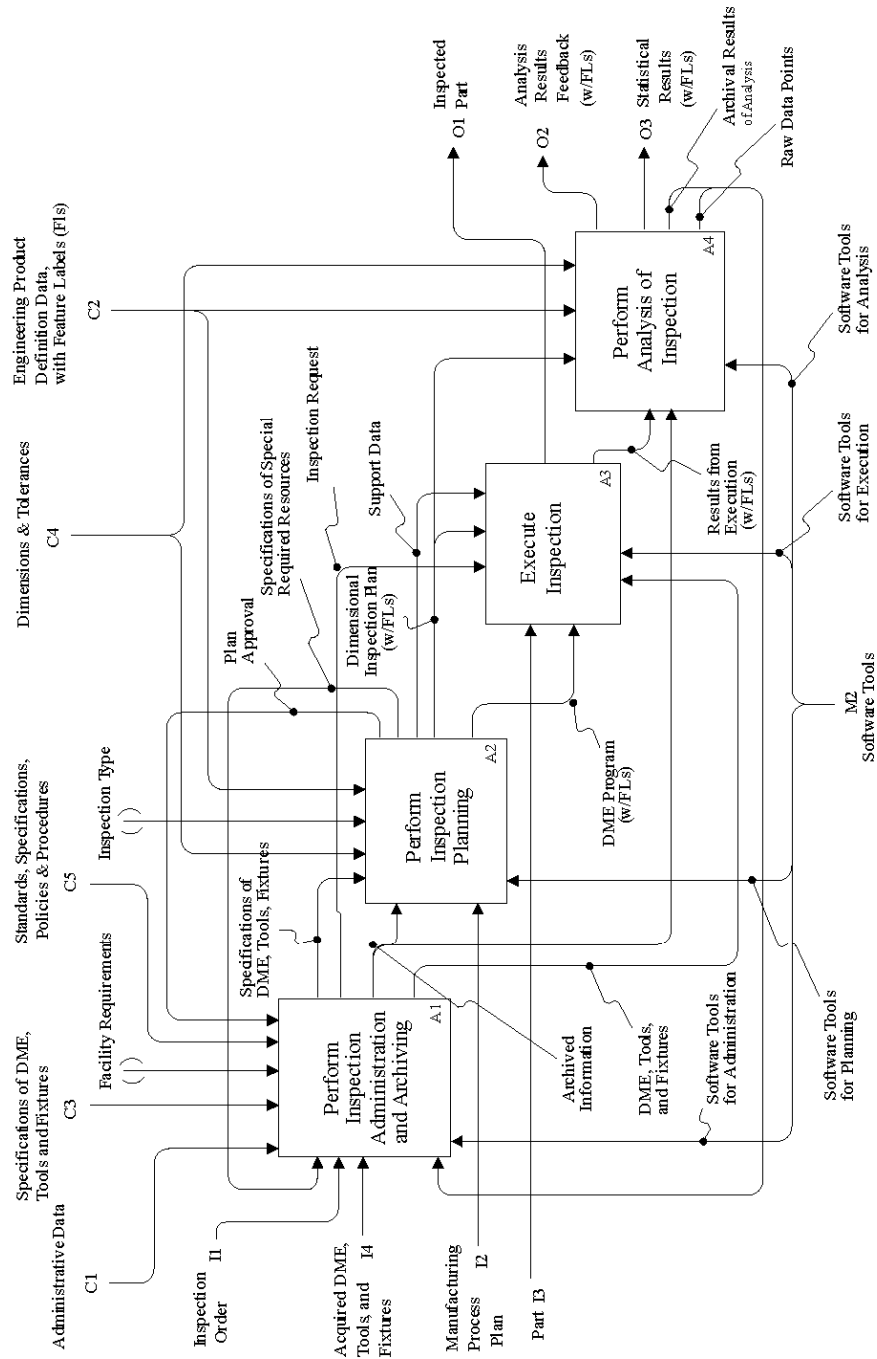 Administrative Data
C1
Specifications of DME,
Tools and Fixtures
C3
Facility Requirements
( )
Standards, Specifications,
Policies & Procedures
C5
Inspection Type
( )
Dimensions & Tolerances
C4
Engineering Product
Definition Data,
with Feature Labels (Fls)
C2
Plan
Approval
Specifications of Special
Required Resources
Inspection Request
Inspected
O1 Part
Analysis
Results
O2 Feedback
(w/FLs)
O3 Statistical
Results
(w/FLs)
Archival Results
of Analysis
Raw Data Points
Inspection
Order
I1
Acquired DME,
Tools, and I4
Fixtures
Manufacturing
Process I2
Plan
Part I3
Perform
Inspection
Administration
and Archiving
A1
Specifications of
DME, Tools, Fixtures
Perform
Inspection
Planning
A2
Dimensional
Inspection Plan
(w/FLs)
Support Data
Execute
Inspection
A3
Perform
Analysis of
Inspection
A4
Archived
Information
DME, Tools,
and Fixtures
DME Program
(w/FLs)
Results from
Execution
(w/FLs)
Software Tools
for Administration
Software Tools
for Planning
M2
Software Tools
Software Tools
for Execution
Software Tools
for Analysis